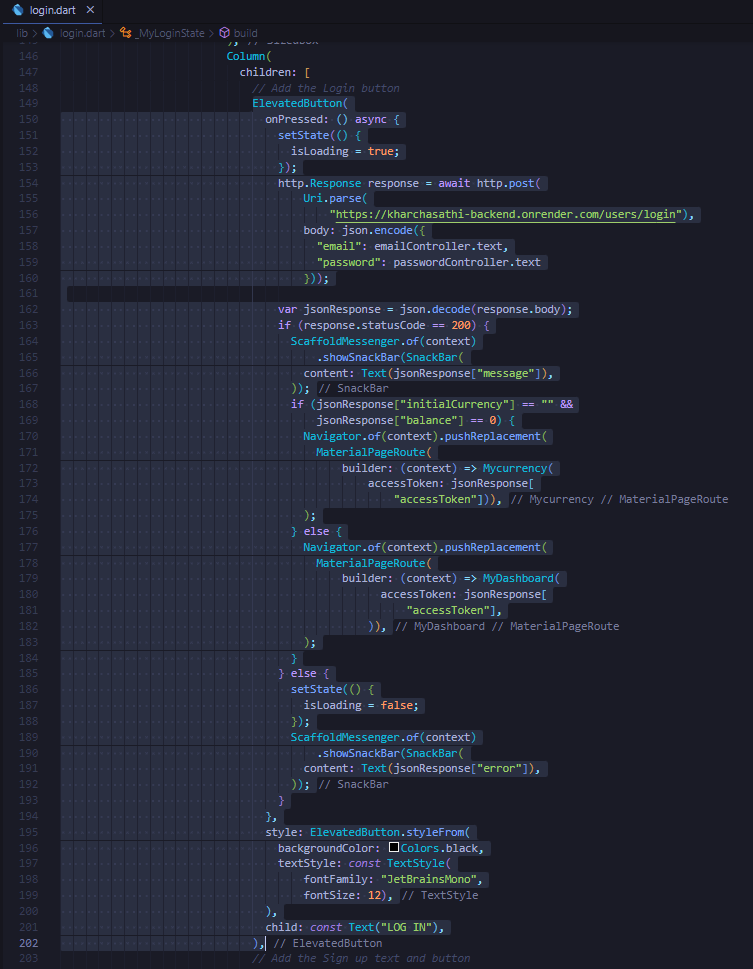 login.dart ×
lib > login.dart > _MyLoginState > build
146 Column(
147 children: [
148 // Add the Login button
149 ElevatedButton(
150 onPressed: () async {
151 setState(() {
152 isLoading = true;
153 });
154 http.Response response = await http.post(
155 Uri.parse(
156 "https://kharchasathi-backend.onrender.com/users/login"),
157 body: json.encode({
158 "email": emailController.text,
159 "password": passwordController.text
160 }));
161
162 var jsonResponse = json.decode(response.body);
163 if (response.statusCode == 200) {
164 ScaffoldMessenger.of(context)
165 .showSnackBar(SnackBar(
166 content: Text(jsonResponse["message"]),
167 )); // SnackBar
168 if (jsonResponse["initialCurrency"] == "" &&
169 jsonResponse["balance"] == 0) {
170 Navigator.of(context).pushReplacement(
171 MaterialPageRoute(
172 builder: (context) => Mycurrency(
173 accessToken: jsonResponse[
174 "accessToken"])), // Mycurrency // MaterialPageRoute
175 );
176 } else {
177 Navigator.of(context).pushReplacement(
178 MaterialPageRoute(
179 builder: (context) => MyDashboard(
180 accessToken: jsonResponse[
181 "accessToken"],
182 )), // MyDashboard // MaterialPageRoute
183 );
184 }
185 } else {
186 setState(() {
187 isLoading = false;
188 });
189 ScaffoldMessenger.of(context)
190 .showSnackBar(SnackBar(
191 content: Text(jsonResponse["error"]),
192 )); // SnackBar
193 }
194 },
195 style: ElevatedButton.styleFrom(
196 backgroundColor: Colors.black,
197 textStyle: const TextStyle(
198 fontFamily: "JetBrainsMono",
199 fontSize: 12), // TextStyle
200 ),
201 child: const Text("LOG IN"),
202 ), // ElevatedButton
203 // Add the Sign up text and button